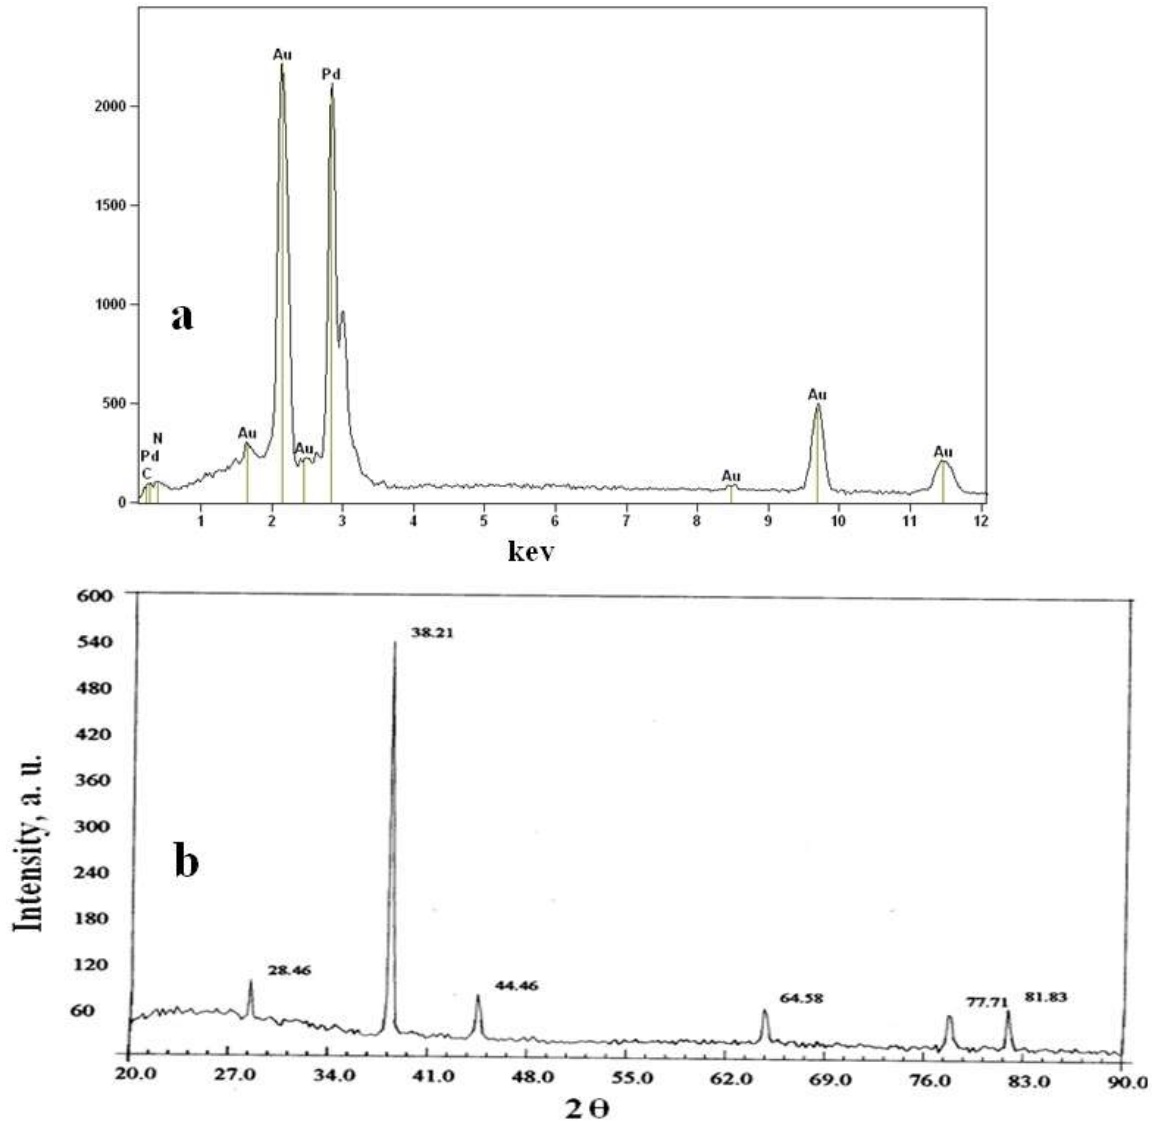 Au
Pd
2000
1500
1000
a
500
Au
N
Pd
C
Au
Au
Au
Au
0
1 2 3 4 5 6 7 8 9 10 11 12
kev
600
38.21
540
480
420
360
300
240
180
120
60
Intensity, a. u.
b
28.46
44.46
64.58
77.71
81.83
20.0 27.0 34.0 41.0 48.0 55.0 62.0 69.0 76.0 83.0 90.0
2 Θ